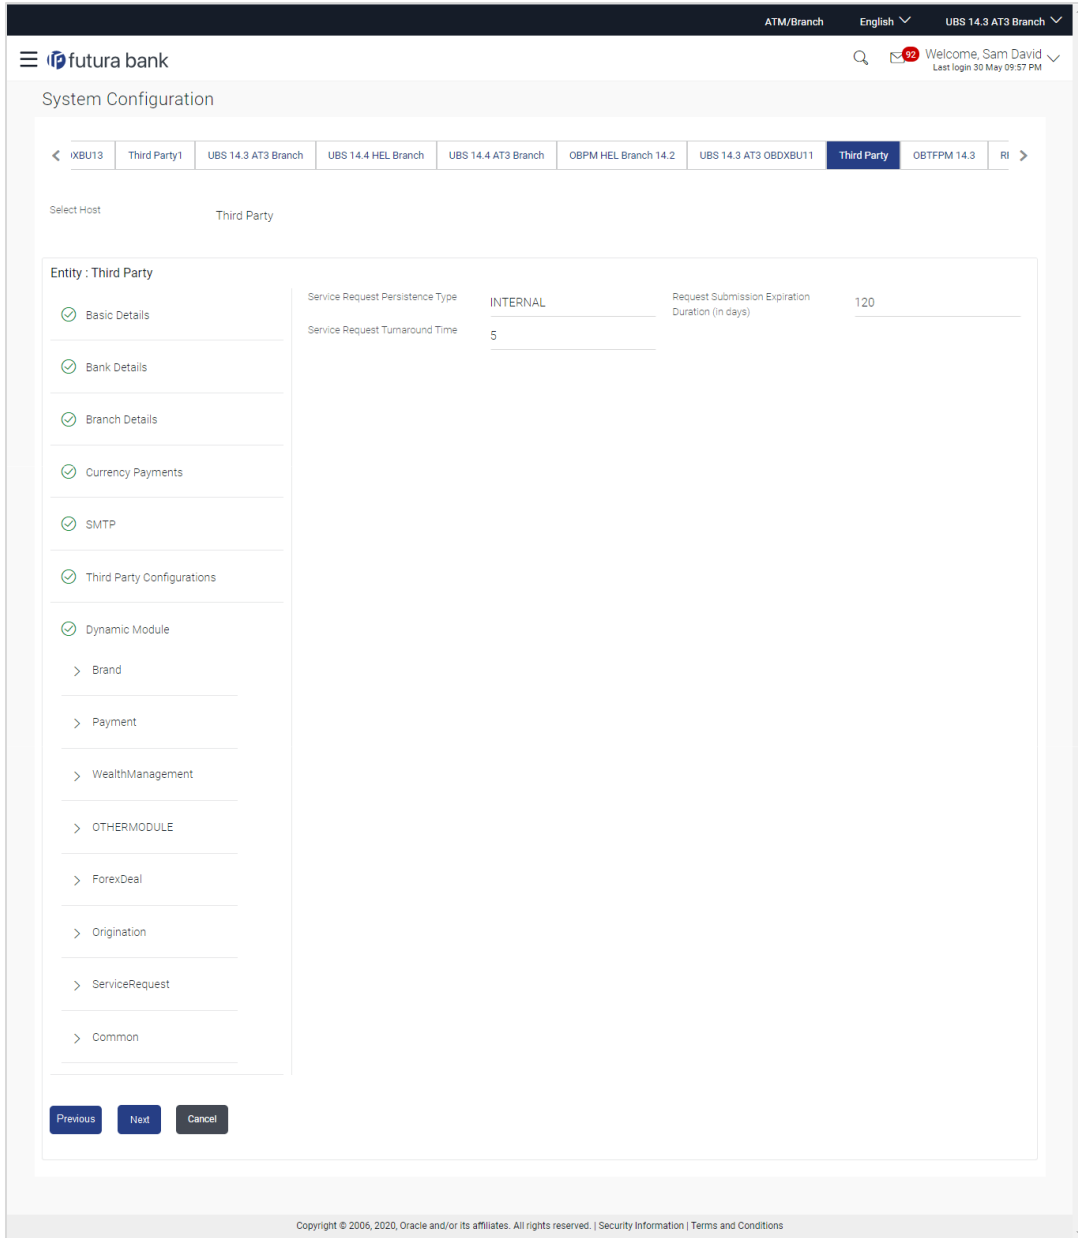 ATM/Branch English UBS 14.3 AT3 Branch
futura bank 92 Welcome, Sam David
Last login 30 May 09:57 PM
System Configuration
XBU13 Third Party1 UBS 14.3 AT3 Branch UBS 14.4 HEL Branch UBS 14.4 AT3 Branch OBPM HEL Branch 14.2 UBS 14.3 AT3 OBDXBU11 Third Party OBTFPM 14.3
Select Host Third Party
Entity : Third Party
Service Request Persistence Type INTERNAL Request Submission Expiration Duration (in days) 120
Service Request Turnaround Time 5
Basic Details
Bank Details
Branch Details
Currency Payments
SMTP
Third Party Configurations
Dynamic Module
Brand
Payment
WealthManagement
OTHERMODULE
ForexDeal
Origination
ServiceRequest
Common
Previous Next Cancel
Copyright © 2006, 2020, Oracle and/or its affiliates. All rights reserved. | Security Information | Terms and Conditions